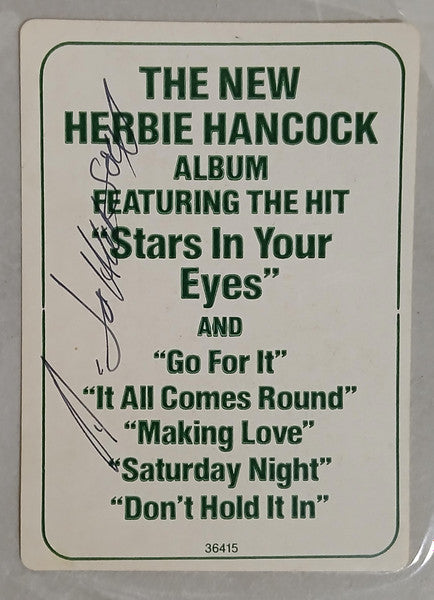 THE NEW
HERBIE HANCOCK
ALBUM
FEATURING THE HIT
“Stars In Your
Eyes”
AND
“Go For It”
“It All Comes Round”
“Making Love”
“Saturday Night”
“Don’t Hold It In”
36415